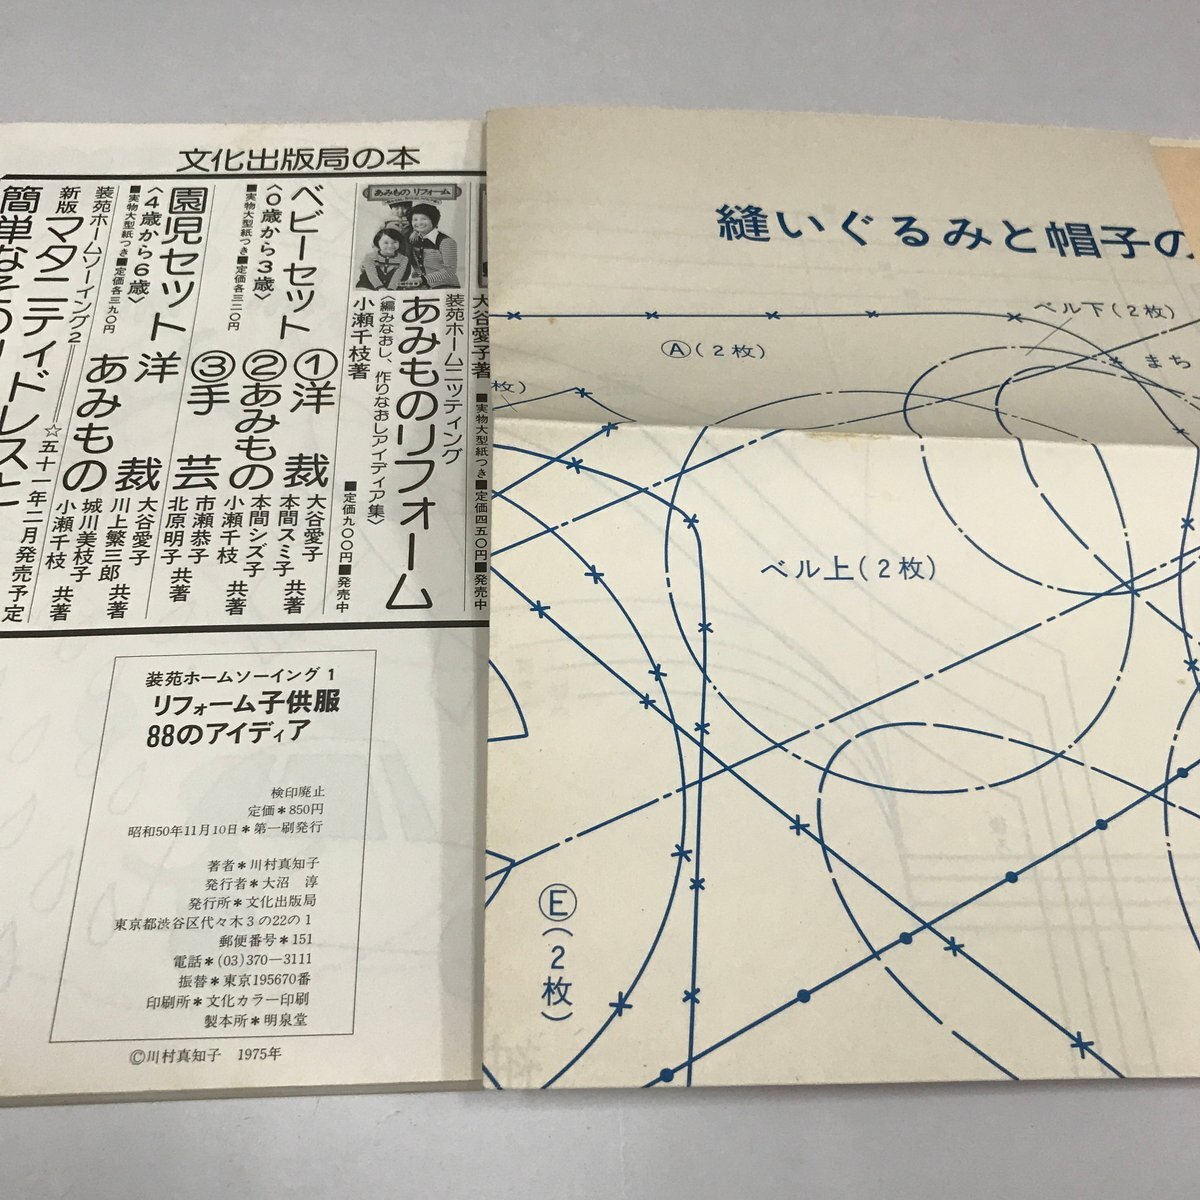 文化出版局の本
大谷愛子著
■実物大型紙つき■定価四五〇円■発売中
装苑ホームニッティング
あみものリフォーム
〈編みなおし、作りなおしアイディア集〉
小瀬千枝著
■定価九〇〇円■発売中
あみもの リフォーム
ベビーセット
〈0歳から3歳〉
■実物大型紙つき■定価各三二〇円
①洋裁
大谷愛子
本間スミ子 共著
②あみもの
本間シズ子
小瀬千枝 共著
③手芸
市瀬恭子
北原明子 共著
園児セット
〈4歳から6歳〉
■実物大型紙つき■定価各三九〇円
洋裁
大谷愛子
川上繁三郎 共著
あみもの
城川美枝子
小瀬千枝 共著
装苑ホームソーイング2
☆五十一年二月発売予定
新版マタニティドレスと
装苑ホームソーイング 1
リフォーム子供服
88のアイディア
検印廃止
定価＊850円
昭和50年11月10日＊第一刷発行
著者＊川村真知子
発行者＊大沼 淳
発行所＊文化出版局
東京都渋谷区代々木3の22の1
郵便番号＊151
電話＊(03)370―3111
振替＊東京195670番
印刷所＊文化カラー印刷
製本所＊明泉堂
©川村真知子 1975年
縫いぐるみと帽子の
ベル下(2枚)
Ⓐ(2枚)
まち
枚)
ベル上(2枚)
Ⓔ(2枚)